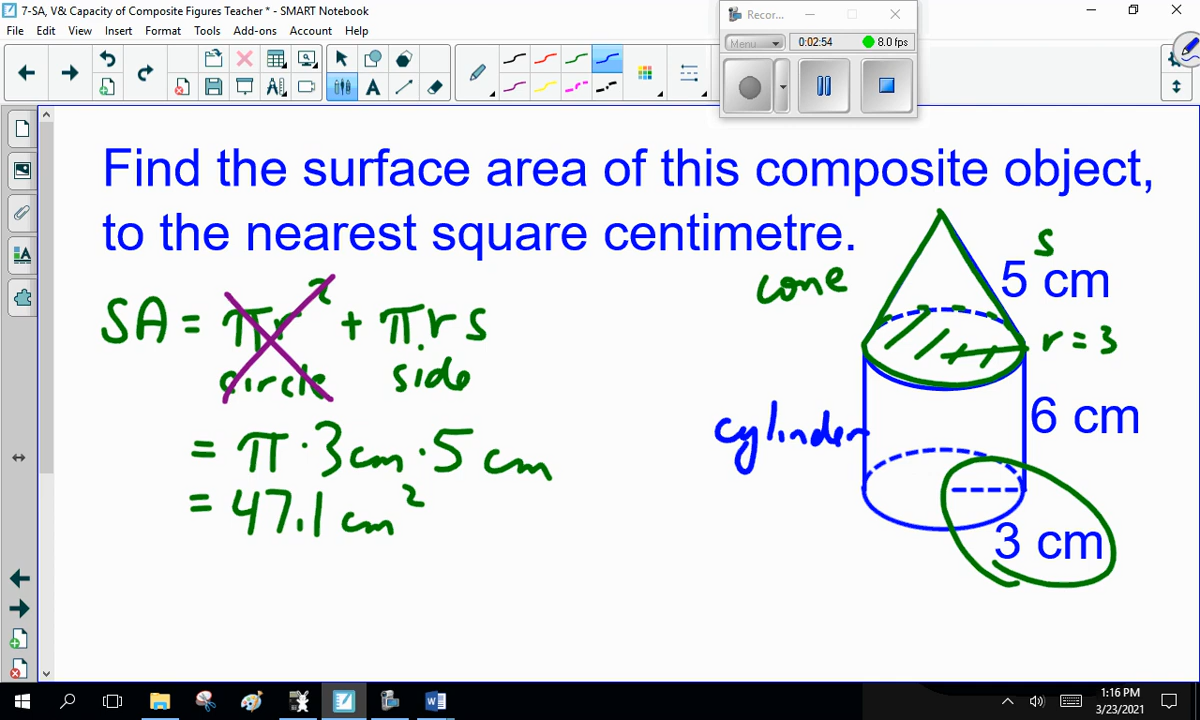 7-SA, V& Capacity of Composite Figures Teacher * - SMART Notebook
Recor...
File Edit View Insert Format Tools Add-ons Account Help
Menu 0:02:54 8.0 fps
A
Find the surface area of this composite object,
to the nearest square centimetre.
SA = πr² + πrs
circle side
= π · 3cm · 5 cm
= 47.1 cm²
cone
s
5 cm
r = 3
cylinder
6 cm
3 cm
1:16 PM
3/23/2021